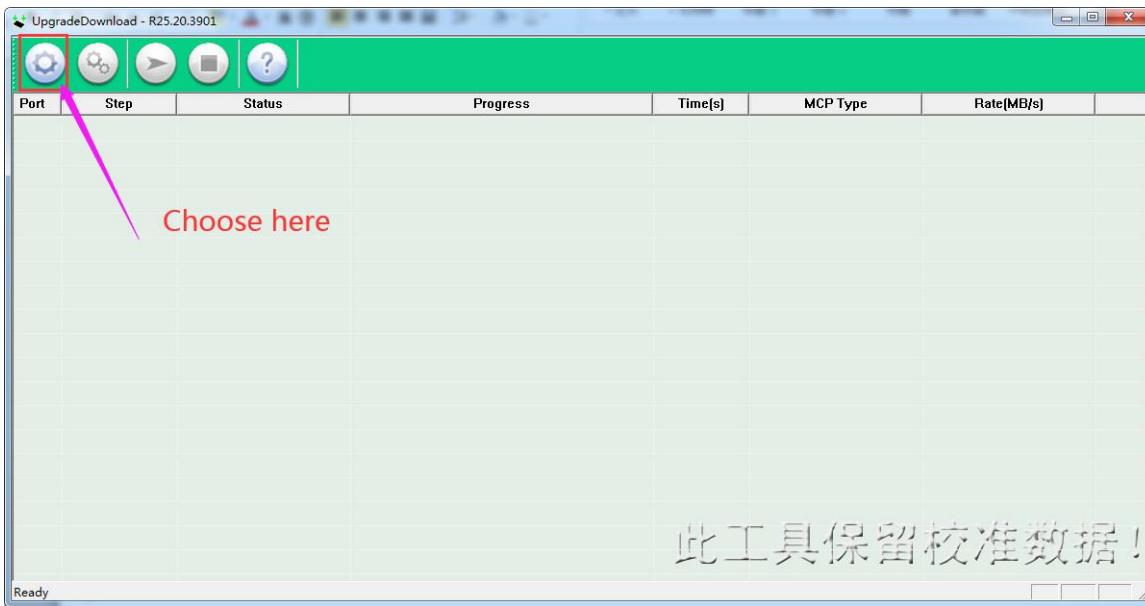 UpgradeDownload - R25.20.3901
?
Port Step Status Progress Time(s) MCP Type Rate(MB/s)
Choose here
此工具保留校准数据！
Ready